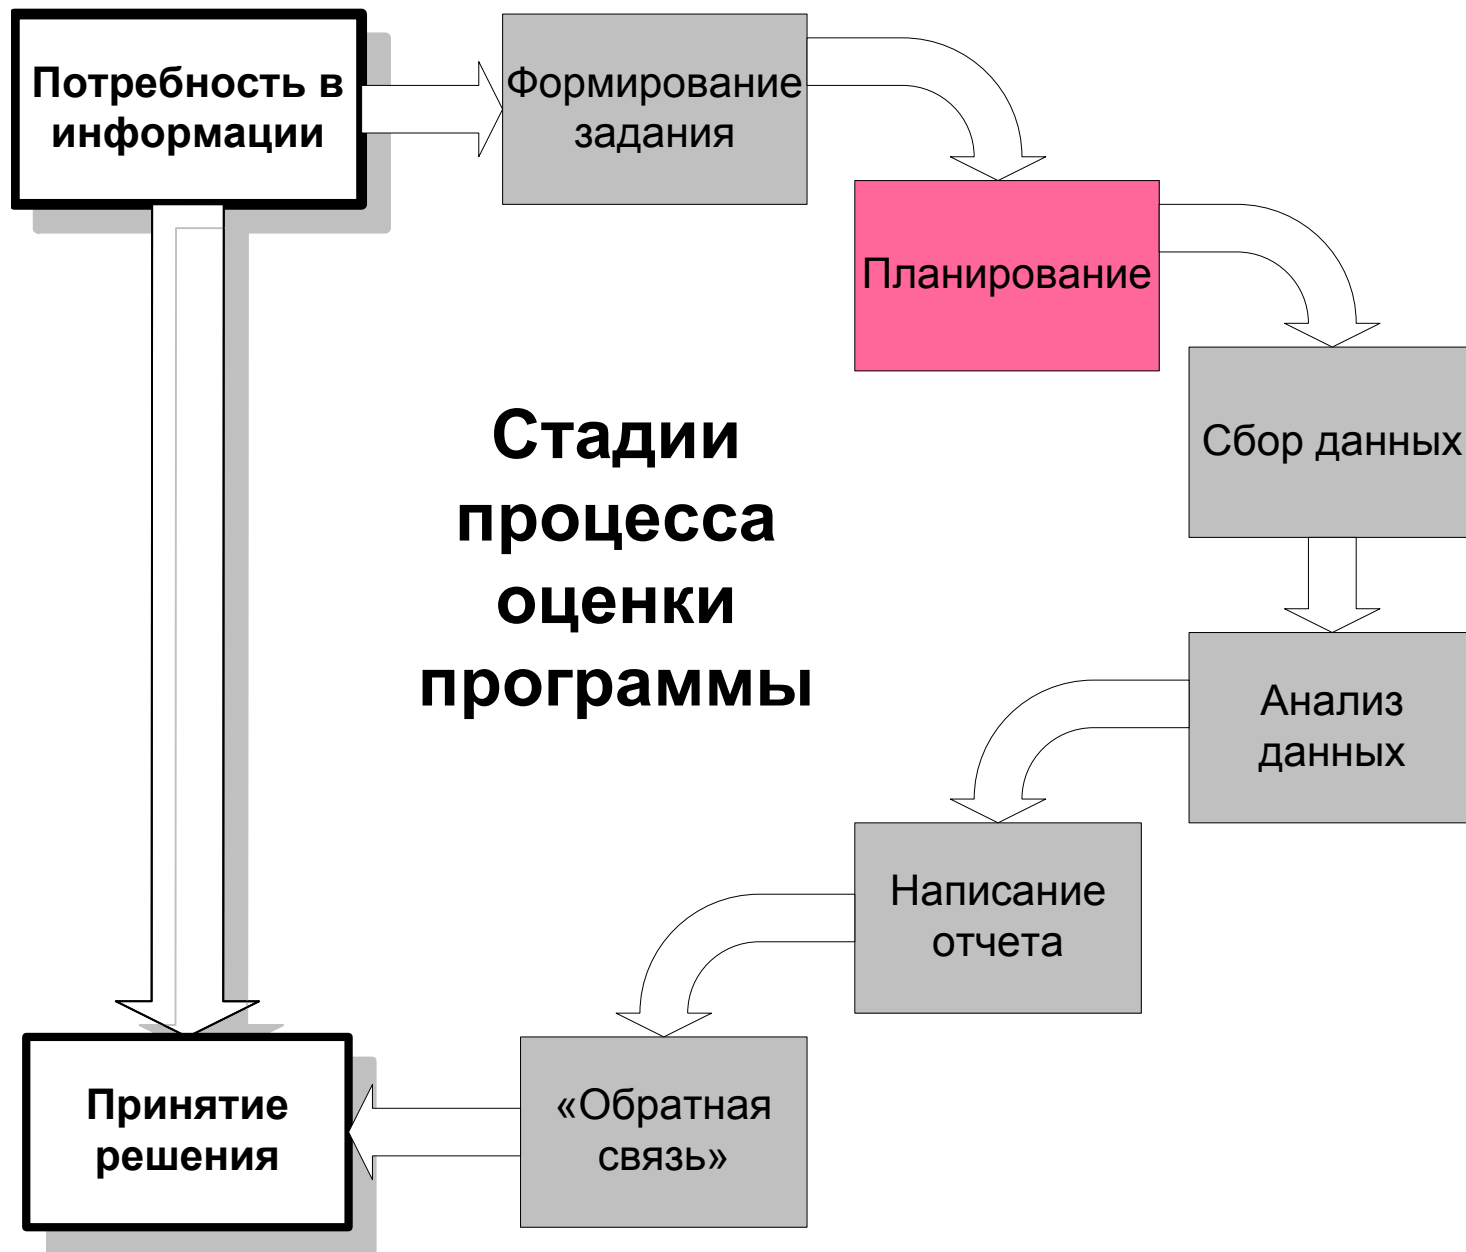 Потребность в
информации
Формирование
задания
Планирование
Сбор данных
Стадии
процесса
оценки
программы
Анализ
данных
Написание
отчета
«Обратная
связь»
Принятие
решения